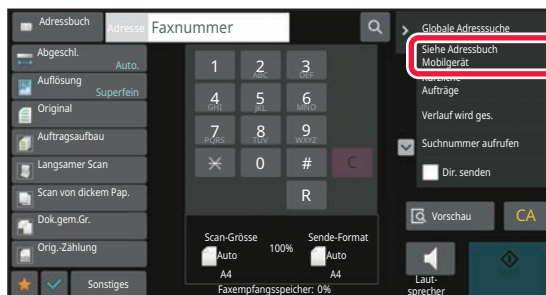 Adressbuch
Adresse
Faxnummer
Abgeschl.
Auto.
Auflösung
Superfein
Original
Auftragsaufbau
Langsamer Scan
Scan von dickem Pap.
Dok.gem.Gr.
Orig.-Zählung
Sonstiges
1
2 ABC
3 DEF
4 GHI
5 JKL
6 MNO
7 PQRS
8 TUV
9 WXYZ
0
#
C
R
Scan-Grösse
Auto
A4
100%
Sende-Format
Auto
A4
Faxempfangsspeicher: 0%
Globale Adresssuche
Siehe Adressbuch
Mobilgerät
Kürzliche
Aufträge
Verlauf wird ges.
Suchnummer aufrufen
Dir. senden
Vorschau
CA
Laut-
sprecher